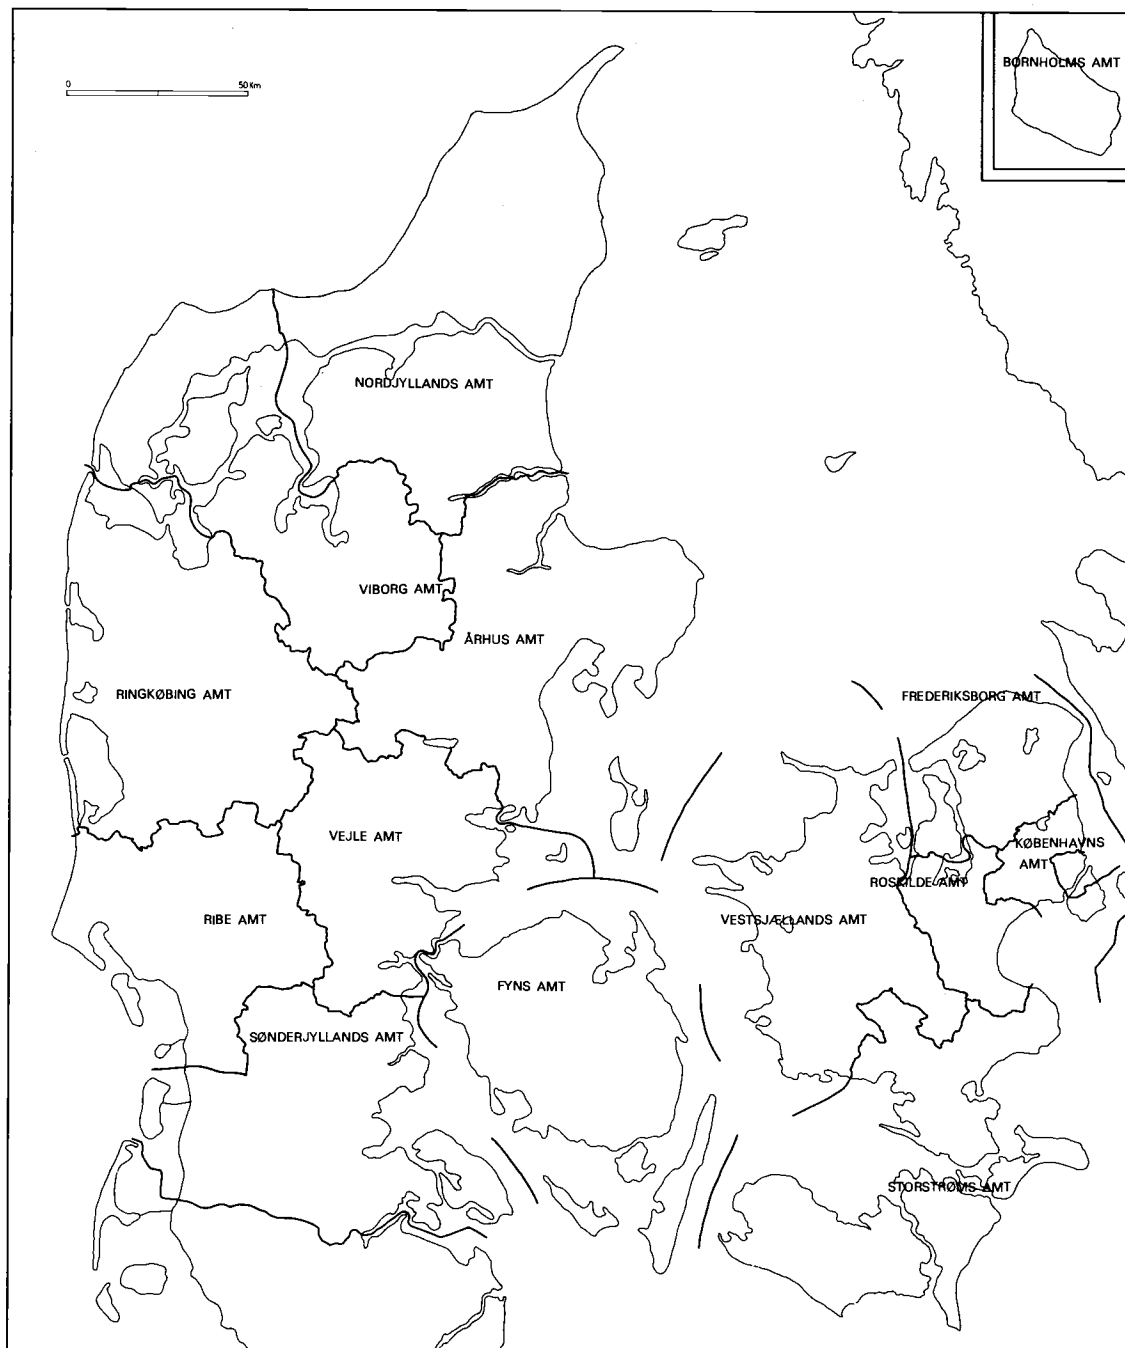 BORNHOLMS AMT
0 50 Km
NORDJYLLANDS AMT
VIBORG AMT
ÅRHUS AMT
RINGKØBING AMT
FREDERIKSBORG AMT
VEJLE AMT
KØBENHAVNS
AMT
ROSKILDE AMT
RIBE AMT
VESTSJÆLLANDS AMT
FYNS AMT
SØNDERJYLLANDS AMT
STORSTRØMS AMT